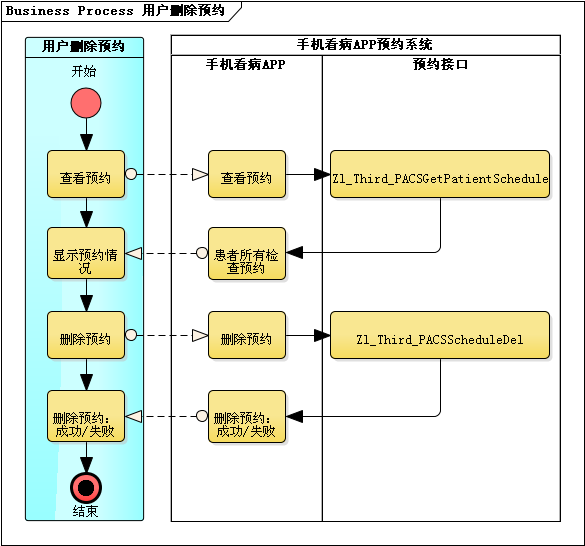 Business Process 用户删除预约
用户删除预约
手机看病APP预约系统
手机看病APP
预约接口
开始
查看预约
查看预约
Zl_Third_PACSGetPatientSchedule
显示预约情
况
患者所有检
查预约
删除预约
删除预约
Zl_Third_PACSScheduleDel
删除预约：
成功/失败
删除预约：
成功/失败
结束